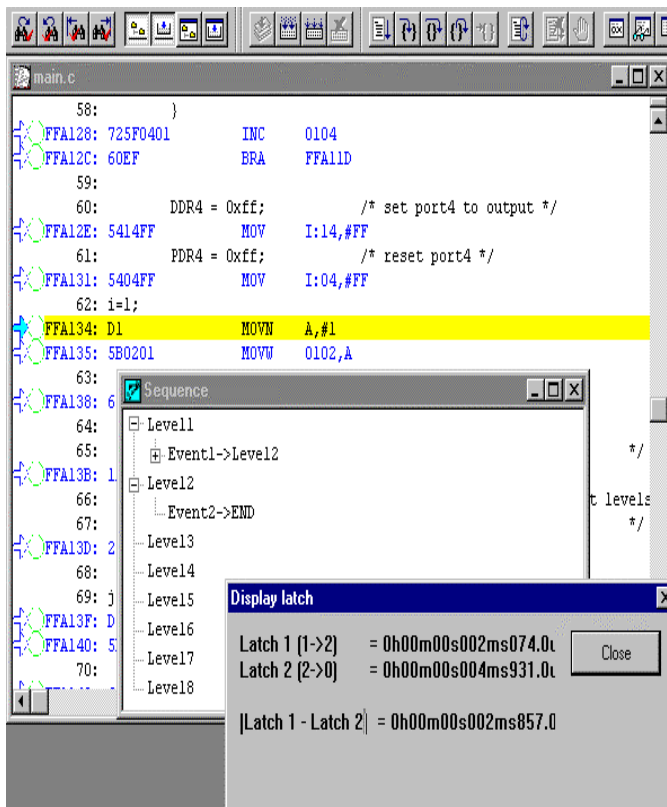 main.c
58: }
FFA128: 725F0401 INC 0104
FFA12C: 60EF BRA FFA11D
59:
60: DDR4 = 0xff; /* set port4 to output */
FFA12E: 5414FF MOV I:14,#FF
61: PDR4 = 0xff; /* reset port4 */
FFA131: 5404FF MOV I:04,#FF
62: i=1;
FFA134: D1 MOVN A,#1
FFA135: 5B0201 MOVW 0102,A
63:
FFA138: 6
64:
65: */
FFA13B: 1
66: t levels
67: */
FFA13D: 2
68:
69: j
FFA13F: D
FFA140: 5
70:
Sequence
Level1
Event1->Level2
Level2
Event2->END
Level3
Level4
Level5
Level6
Level7
Level8
Display latch
Latch 1 (1->2) = 0h00m00s002ms074.0u
Latch 2 (2->0) = 0h00m00s004ms931.0u
|Latch 1 - Latch 2| = 0h00m00s002ms857.0
Close